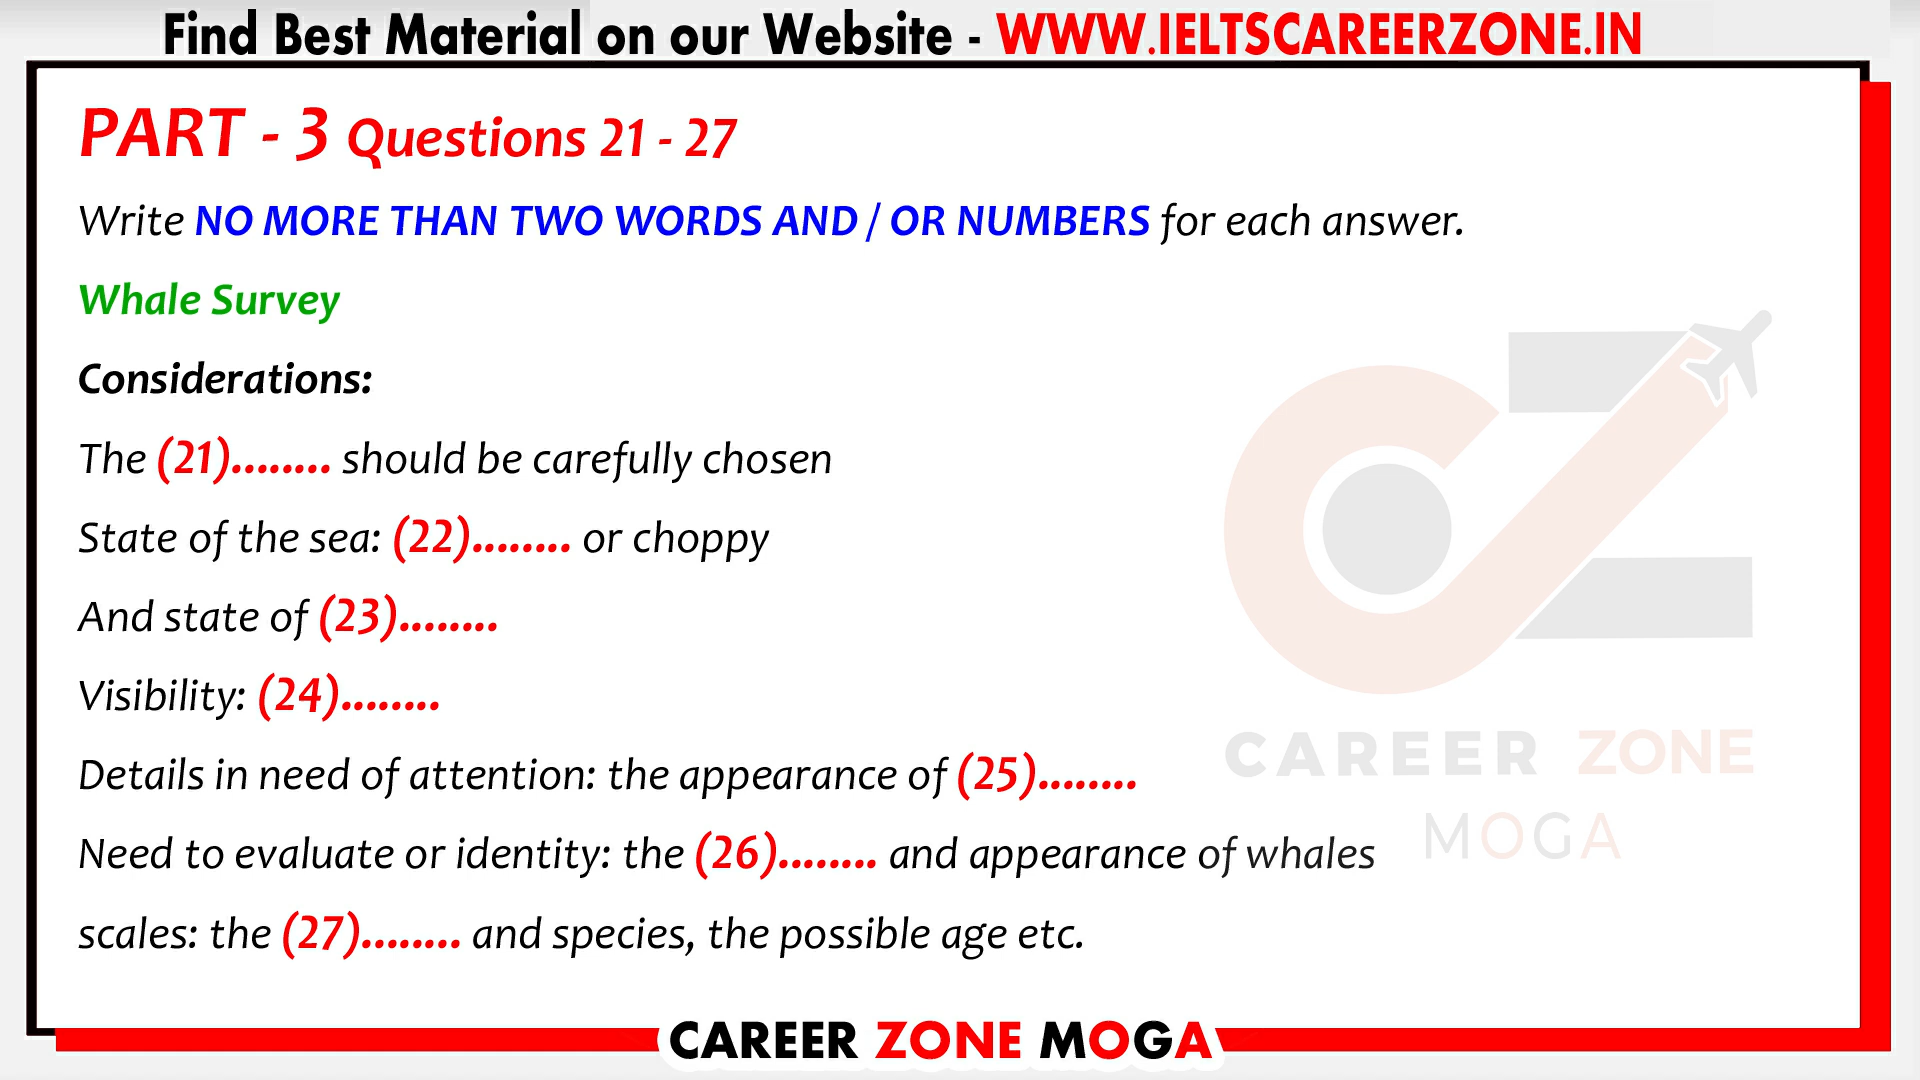 Find Best Material on our Website - WWW.IELTSCAREERZONE.IN
PART - 3 Questions 21 - 27
Write NO MORE THAN TWO WORDS AND / OR NUMBERS for each answer.
Whale Survey
Considerations:
The (21)........ should be carefully chosen
State of the sea: (22)........ or choppy
And state of (23)........
Visibility: (24)........
Details in need of attention: the appearance of (25)........
Need to evaluate or identity: the (26)........ and appearance of whales
scales: the (27)........ and species, the possible age etc.
CAREER ZONE
MOGA
CAREER ZONE MOGA